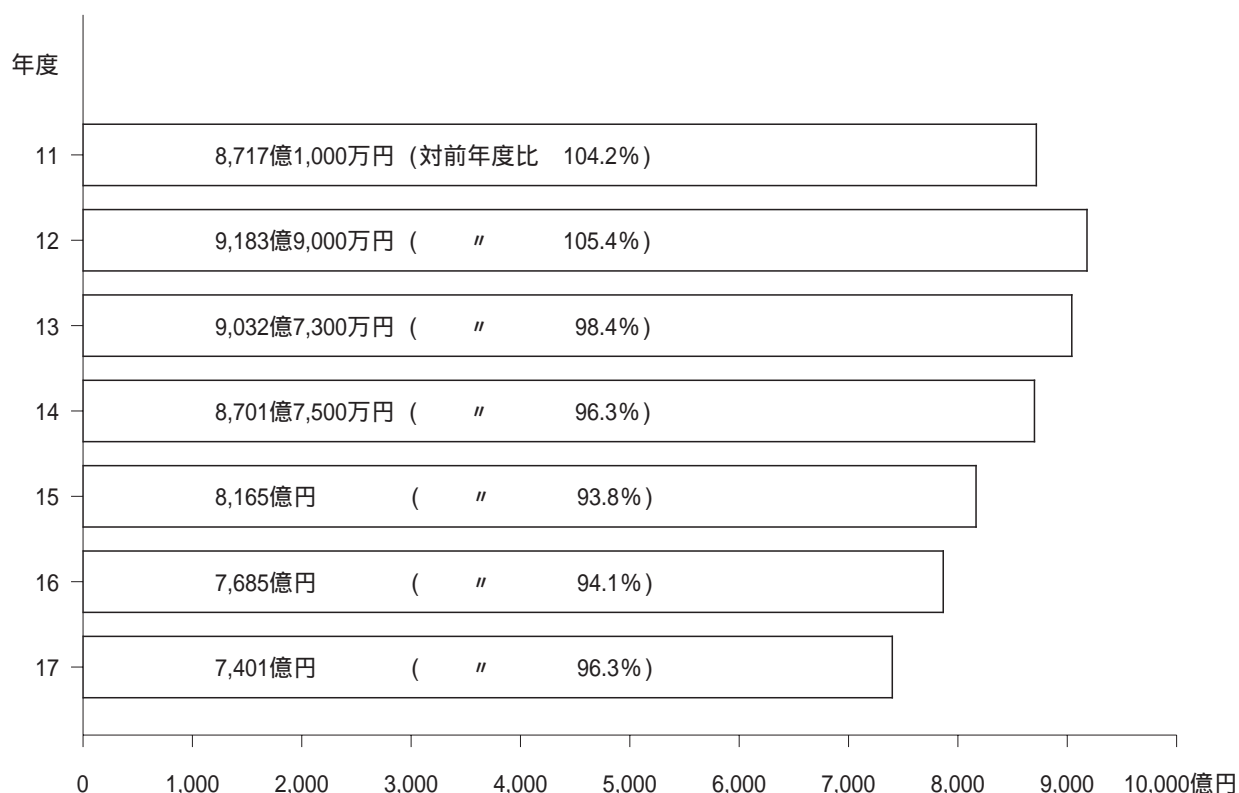 年度
11 8,717億1,000万円 (対前年度比 104.2%)
12 9,183億9,000万円 ( 〃 105.4%)
13 9,032億7,300万円 ( 〃 98.4%)
14 8,701億7,500万円 ( 〃 96.3%)
15 8,165億円 ( 〃 93.8%)
16 7,685億円 ( 〃 94.1%)
17 7,401億円 ( 〃 96.3%)
0 1,000 2,000 3,000 4,000 5,000 6,000 7,000 8,000 9,000 10,000億円